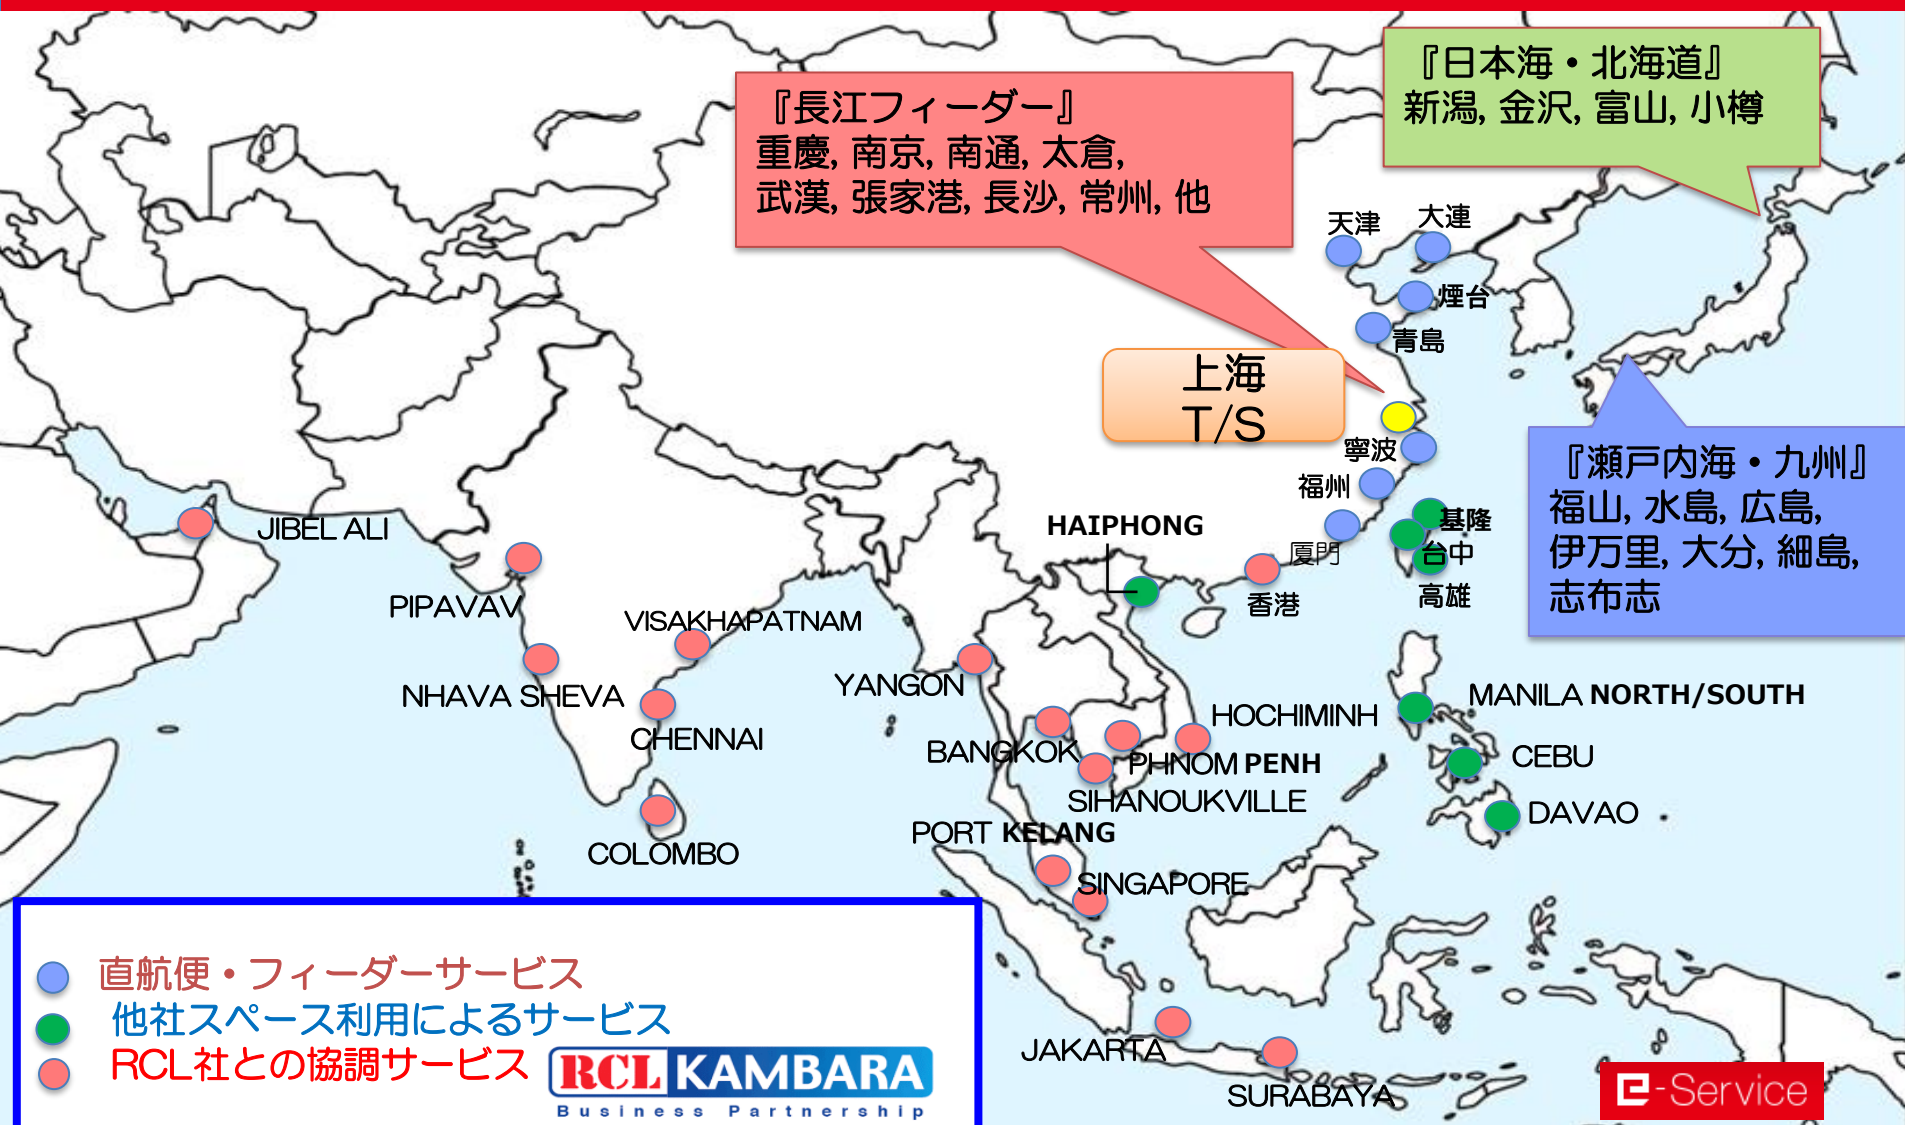 『長江フィーダー』
重慶, 南京, 南通, 太倉,
武漢, 張家港, 長沙, 常州, 他
『日本海・北海道』
新潟, 金沢, 富山, 小樽
天津
大連
煙台
青島
上海
T/S
寧波
福州
厦門
香港
基隆
台中
高雄
『瀬戸内海・九州』
福山, 水島, 広島,
伊万里, 大分, 細島,
志布志
HAIPHONG
JIBEL ALI
PIPAVAV
VISAKHAPATNAM
NHAVA SHEVA
CHENNAI
COLOMBO
YANGON
BANGKOK
HOCHIMINH
PHNOM PENH
SIHANOUKVILLE
PORT KELANG
SINGAPORE
MANILA NORTH/SOUTH
CEBU
DAVAO
JAKARTA
SURABAYA
直航便・フィーダーサービス
他社スペース利用によるサービス
RCL社との協調サービス
RCL KAMBARA
Business Partnership
e-Service